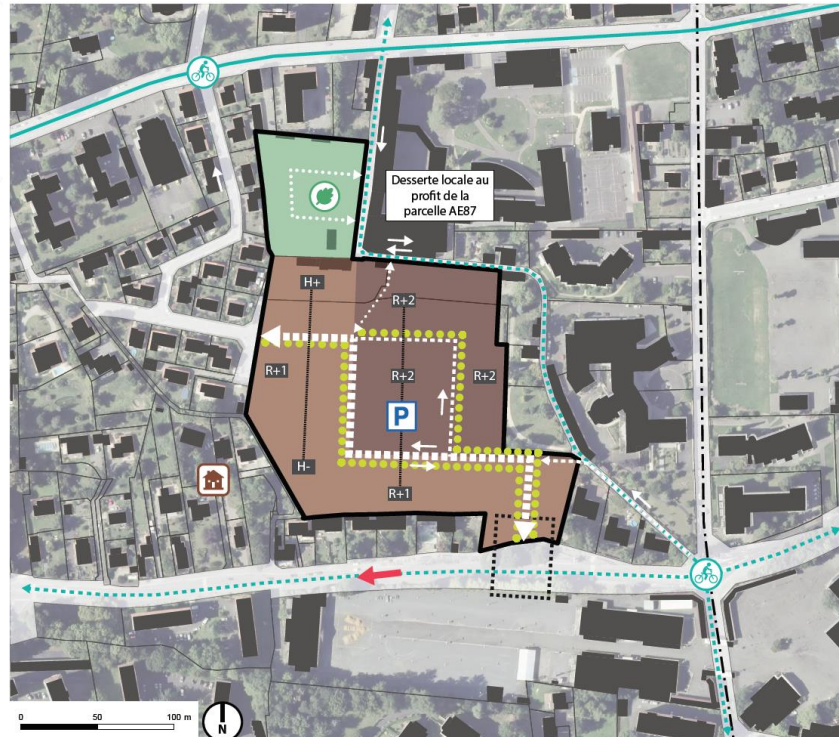 Desserte locale au
profit de la
parcelle AE87
H+
R+2
R+1
R+2
R+2
P
H-
R+1
0
50
100 m
N